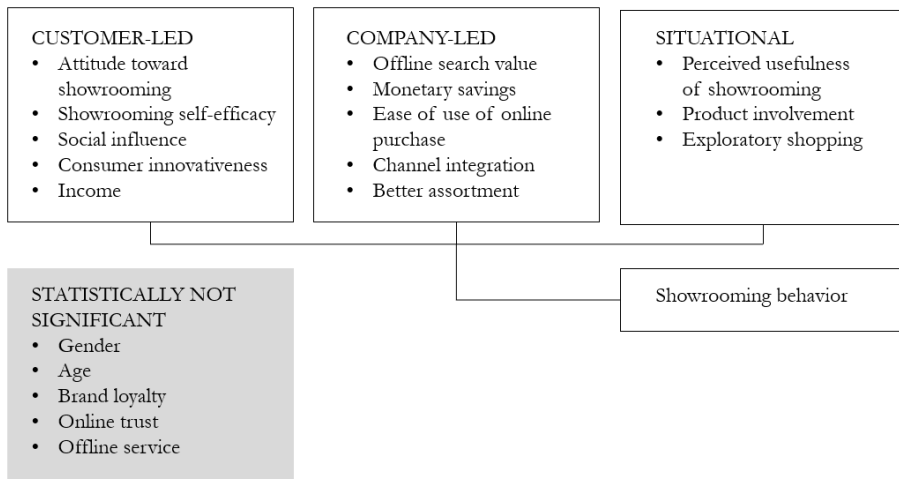 CUSTOMER-LED
• Attitude toward
showrooming
• Showrooming self-efficacy
• Social influence
• Consumer innovativeness
• Income
COMPANY-LED
• Offline search value
• Monetary savings
• Ease of use of online
purchase
• Channel integration
• Better assortment
SITUATIONAL
• Perceived usefulness
of showrooming
• Product involvement
• Exploratory shopping
STATISTICALLY NOT
SIGNIFICANT
• Gender
• Age
• Brand loyalty
• Online trust
• Offline service
Showrooming behavior